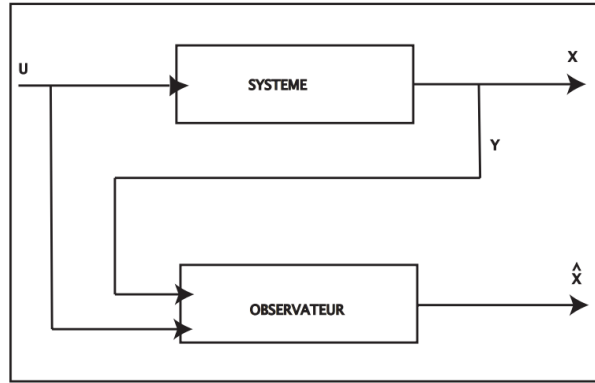 U
SYSTEME
X
Y
OBSERVATEUR
X̂